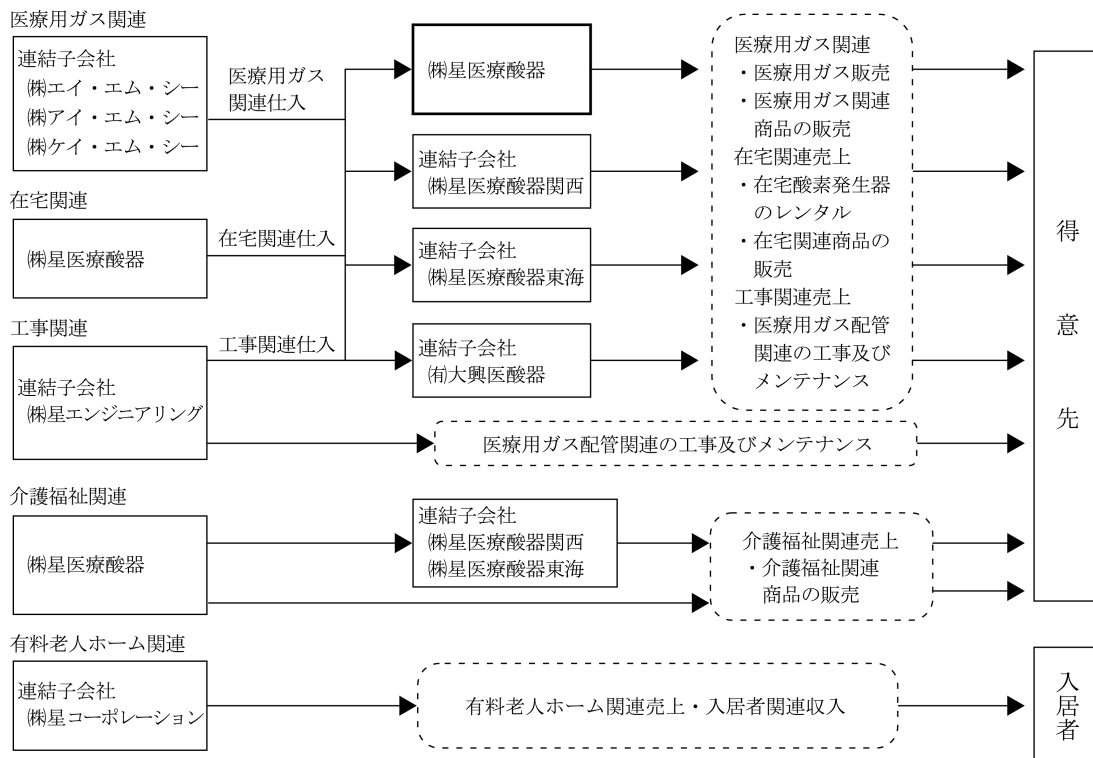 医療用ガス関連
連結子会社
㈱エイ・エム・シー
㈱アイ・エム・シー
㈱ケイ・エム・シー
医療用ガス
関連仕入
在宅関連
㈱星医療酸器
在宅関連仕入
工事関連
連結子会社
㈱星エンジニアリング
工事関連仕入
㈱星医療酸器
連結子会社
㈱星医療酸器関西
連結子会社
㈱星医療酸器東海
連結子会社
㈲大興医酸器
医療用ガス関連
・医療用ガス販売
・医療用ガス関連
商品の販売
在宅関連売上
・在宅酸素発生器
のレンタル
・在宅関連商品の
販売
工事関連売上
・医療用ガス配管
関連の工事及び
メンテナンス
医療用ガス配管関連の工事及びメンテナンス
得意先
介護福祉関連
㈱星医療酸器
連結子会社
㈱星医療酸器関西
㈱星医療酸器東海
介護福祉関連売上
・介護福祉関連
商品の販売
有料老人ホーム関連
連結子会社
㈱星コーポレーション
有料老人ホーム関連売上・入居者関連収入
入居者